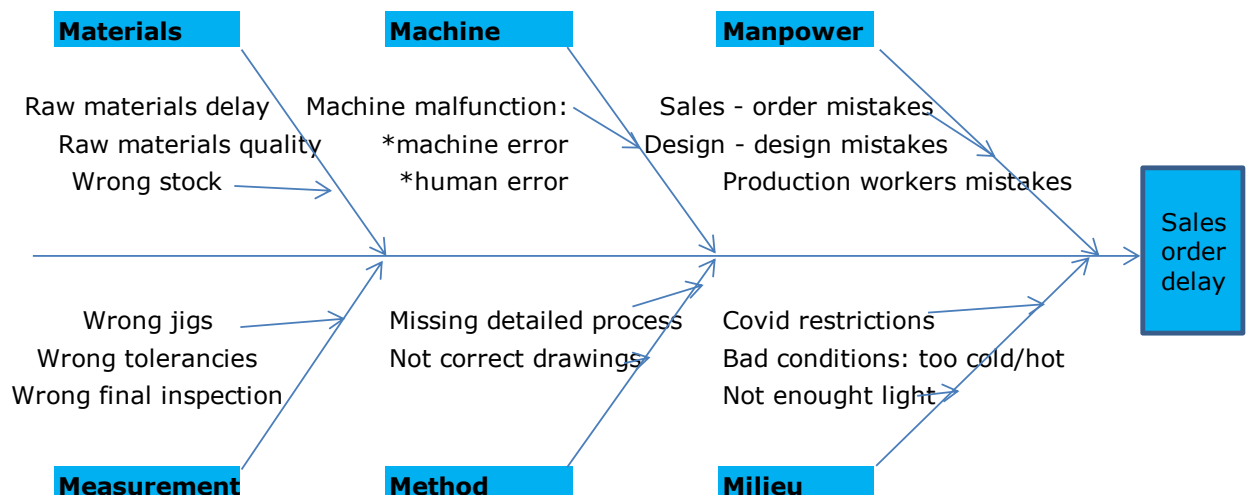 Materials
Machine
Manpower
Raw materials delay
Raw materials quality
Wrong stock
Machine malfunction:
*machine error
*human error
Sales - order mistakes
Design - design mistakes
Production workers mistakes
Sales
order
delay
Wrong jigs
Wrong tolerancies
Wrong final inspection
Missing detailed process
Not correct drawings
Covid restrictions
Bad conditions: too cold/hot
Not enought light
Measurement
Method
Milieu